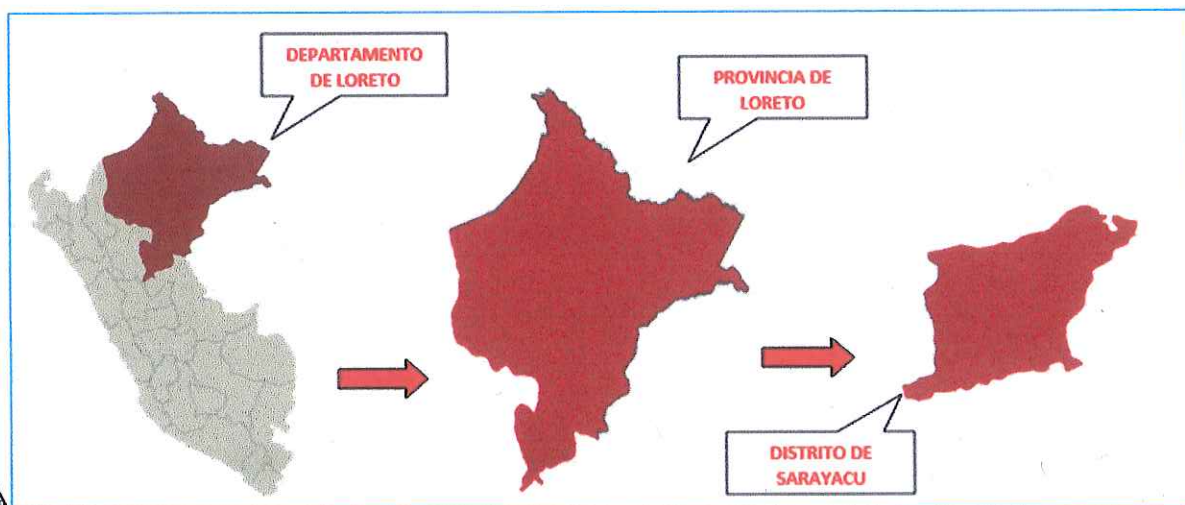 DEPARTAMENTO
DE LORETO
PROVINCIA DE
LORETO
DISTRITO DE
SARAYACU